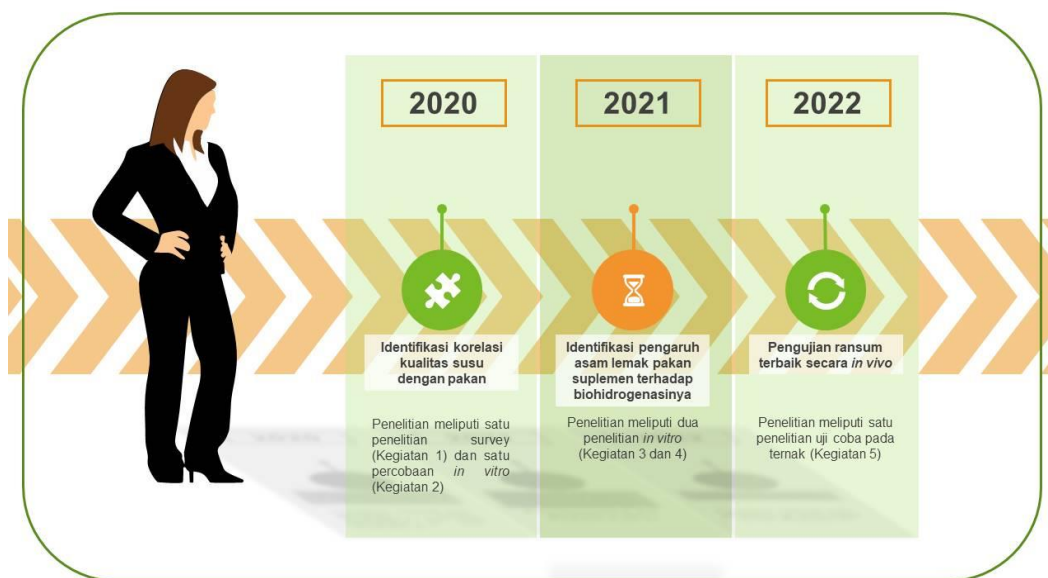 2020
Identifikasi korelasi
kualitas susu
dengan pakan
Penelitian meliputi satu
penelitian survey
(Kegiatan 1) dan satu
percobaan in vitro
(Kegiatan 2)
2021
Identifikasi pengaruh
asam lemak pakan
suplemen terhadap
biohidrogenasinya
Penelitian meliputi dua
penelitian in vitro
(Kegiatan 3 dan 4)
2022
Pengujian ransum
terbaik secara in vivo
Penelitian meliputi satu
penelitian uji coba pada
ternak (Kegiatan 5)